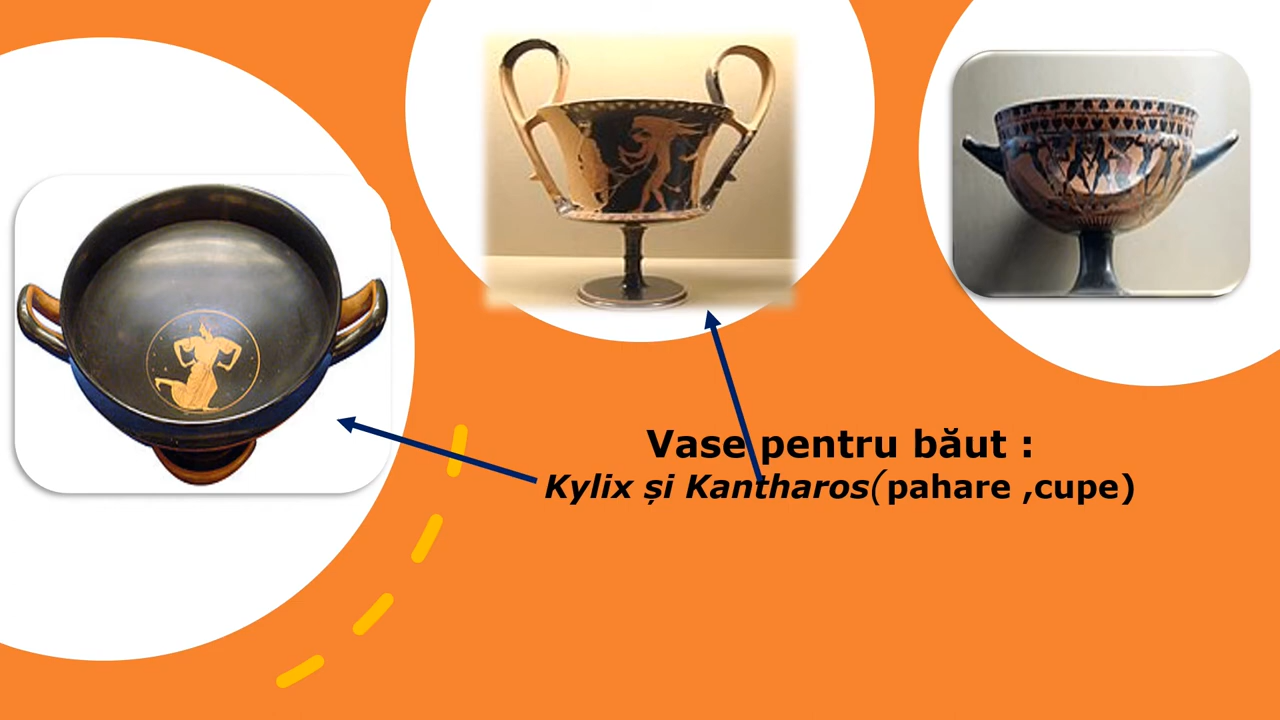 Vase pentru băut :
Kylix și Kantharos(pahare ,cupe)